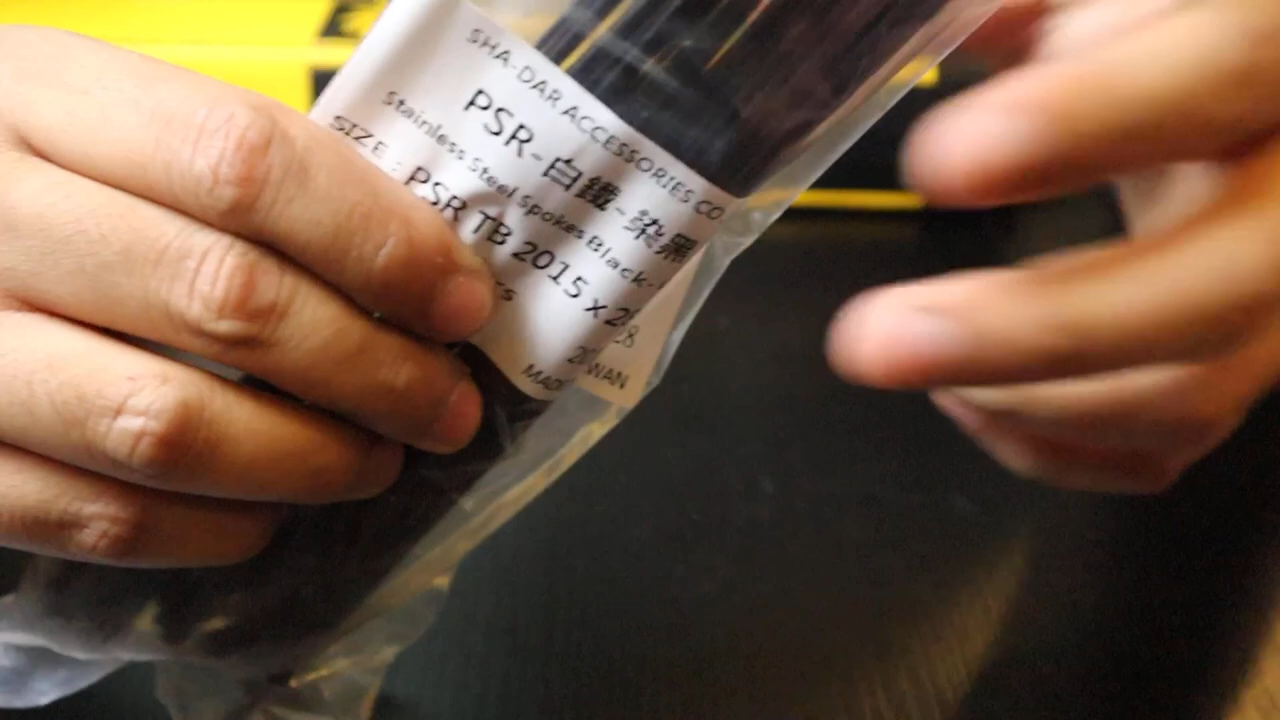 SHA-DAR ACCESSORIES CO
PSR-白鐵-染黑
Stainless Steel Spokes Black-
SIZE : PSR TB 2015 x 2